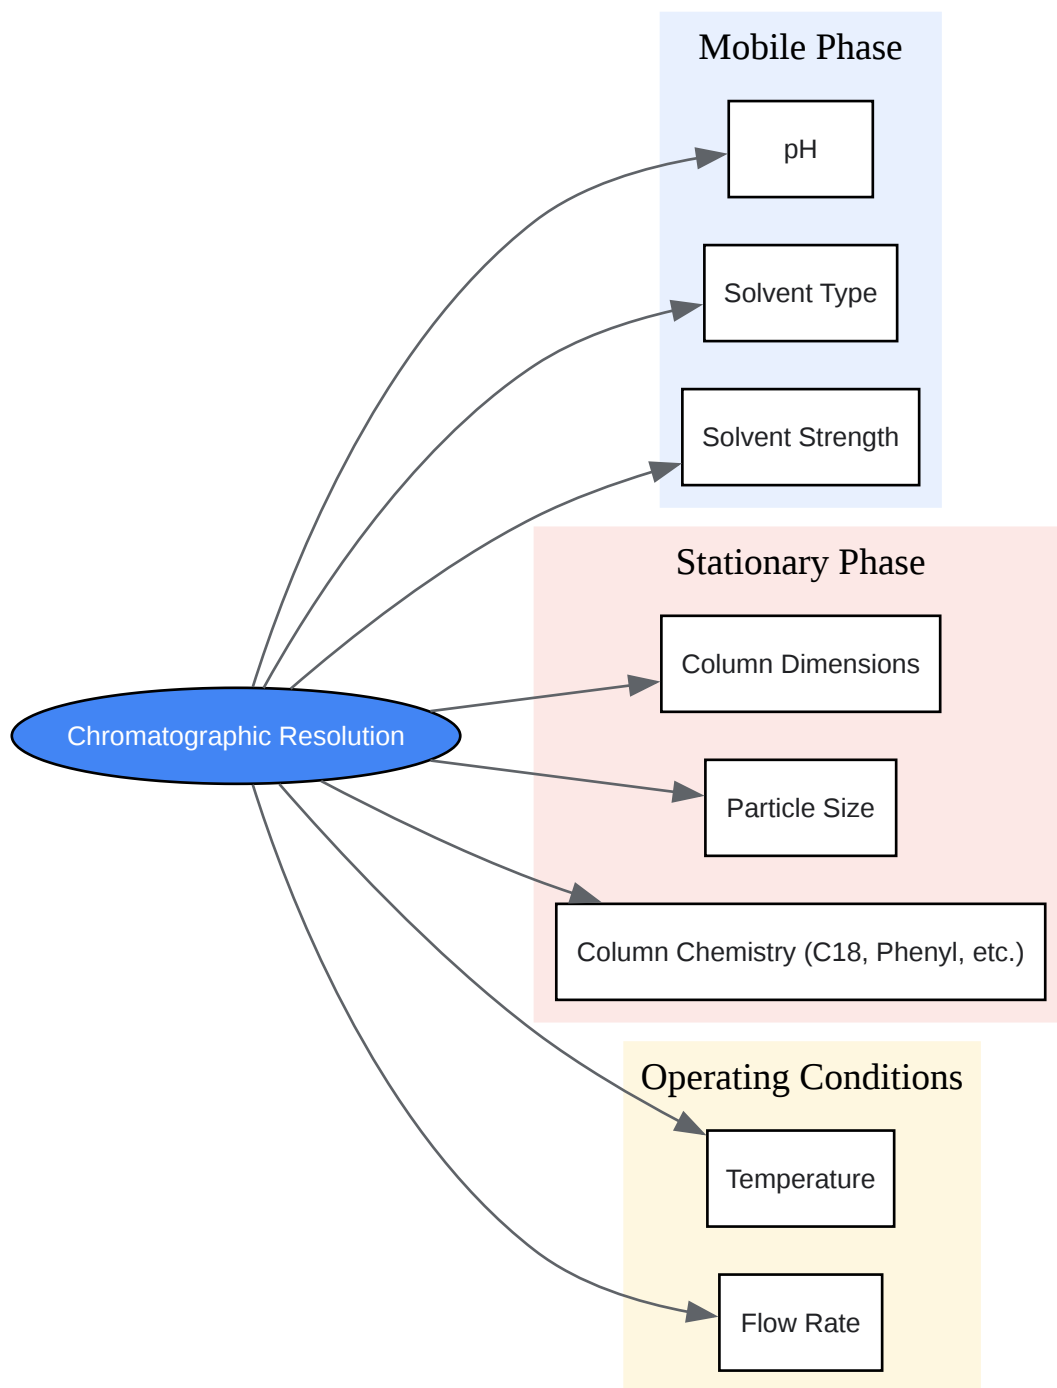 Mobile Phase
pH
Solvent Type
Solvent Strength
Stationary Phase
Column Dimensions
Chromatographic Resolution
Particle Size
Column Chemistry (C18, Phenyl, etc.)
Operating Conditions
Temperature
Flow Rate